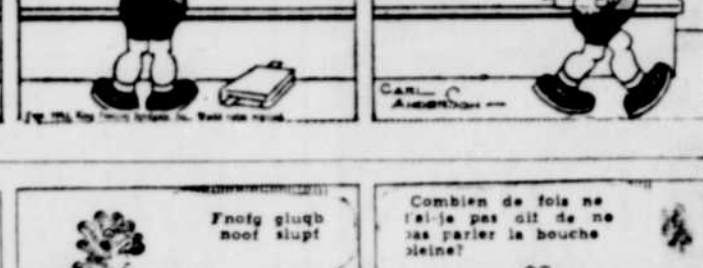 CARL
ANDERSON
Fnofg gluqb
noof slupf
Combien de fois ne
t'ai-je pas dit de ne
pas parler la bouche
pleine?